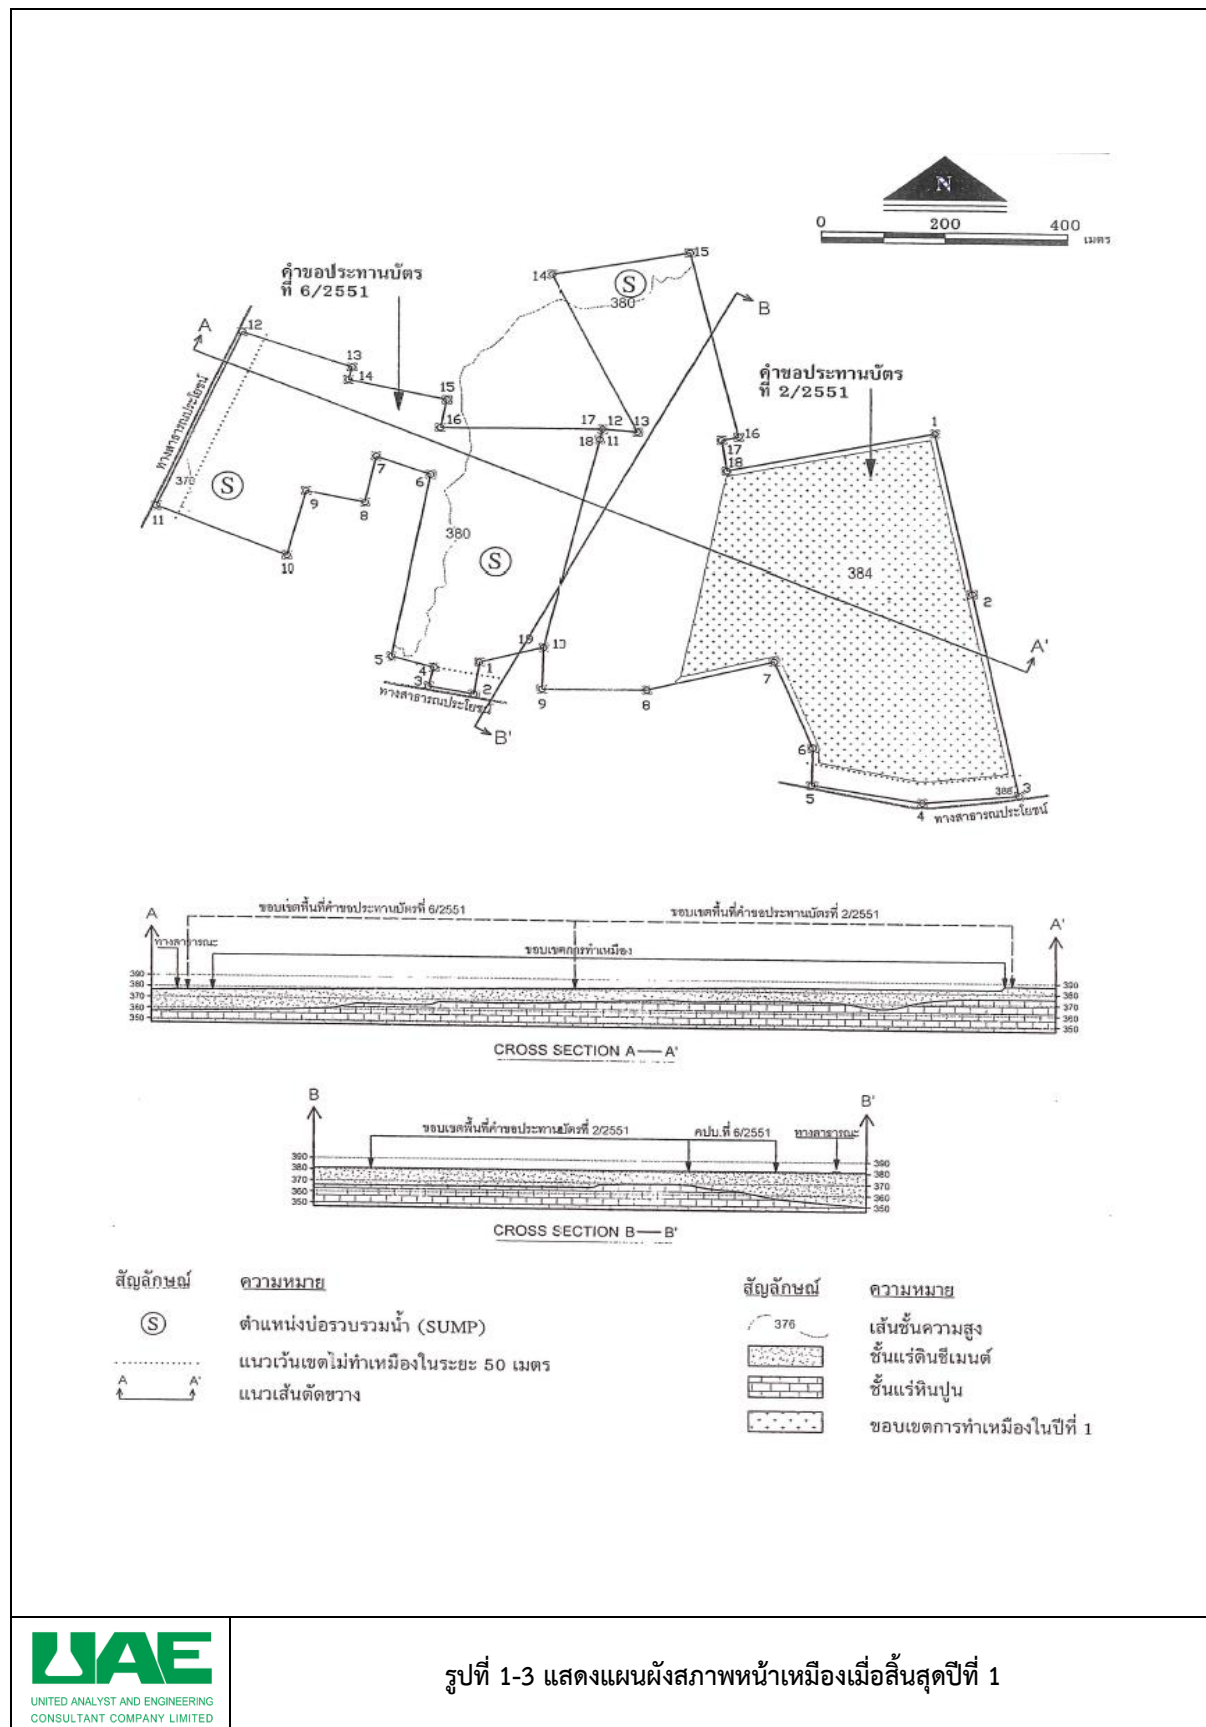 N
0 200 400 เมตร
คำขอประทานบัตร
ที่ 6/2551
คำขอประทานบัตร
ที่ 2/2551
A
12
13
14
15
16
17
12
13
18
11
14
15
S
380
B
16
17
18
1
2
384
A'
ทางสาธารณประโยชน์
370
S
11
10
9
8
7
6
380
S
5
4
3
2
1
19
10
9
8
7
6
5
4
3
386
ทางสาธารณประโยชน์
B'
ทางสาธารณประโยชน์
A
ขอบเขตพื้นที่คำขอประทานบัตรที่ 6/2551
ขอบเขตพื้นที่คำขอประทานบัตรที่ 2/2551
A'
ทางสาธารณะ
ขอบเขตการทำเหมือง
390
380
370
360
350
390
380
370
360
350
CROSS SECTION A — A'
B
ขอบเขตพื้นที่คำขอประทานบัตรที่ 2/2551
คปบ.ที่ 6/2551
ทางสาธารณะ
B'
390
380
370
360
350
390
380
370
360
350
CROSS SECTION B — B'
สัญลักษณ์ ความหมาย
S ตำแหน่งบ่อรวบรวมน้ำ (SUMP)
แนวเว้นเขตไม่ทำเหมืองในระยะ 50 เมตร
A A' แนวเส้นตัดขวาง
สัญลักษณ์ ความหมาย
376 เส้นชั้นความสูง
ชั้นแร่ดินซีเมนต์
ชั้นแร่หินปูน
ขอบเขตการทำเหมืองในปีที่ 1
UAE
UNITED ANALYST AND ENGINEERING
CONSULTANT COMPANY LIMITED
รูปที่ 1-3 แสดงแผนผังสภาพหน้าเหมืองเมื่อสิ้นสุดปีที่ 1